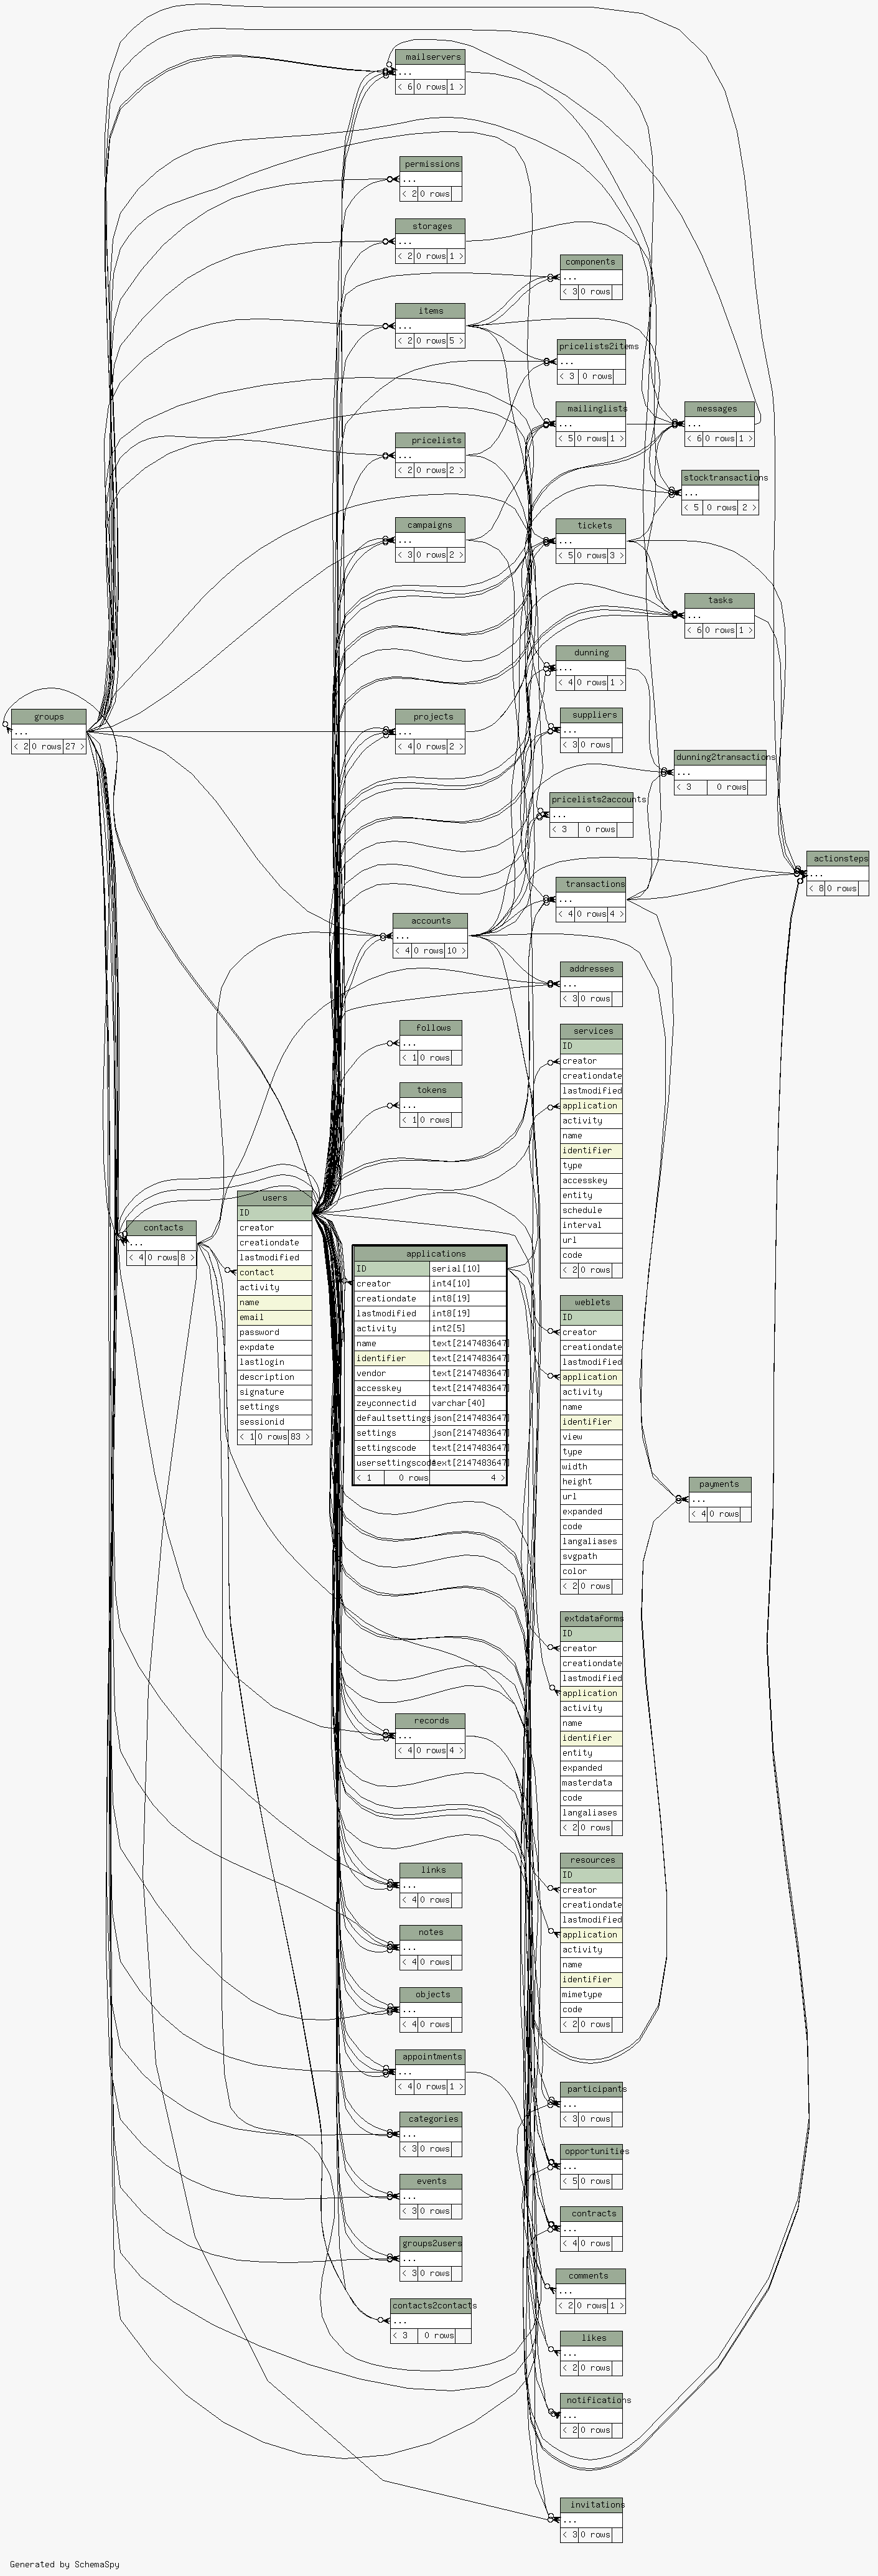 mailservers
...
< 6 0 rows 1 >
permissions
...
< 2 0 rows
storages
...
< 2 0 rows 1 >
components
...
< 3 0 rows
items
...
< 2 0 rows 5 >
pricelists2items
...
< 3 0 rows
mailinglists
...
< 5 0 rows 1 >
messages
...
< 6 0 rows 1 >
pricelists
...
< 2 0 rows 2 >
stocktransactions
...
< 5 0 rows 2 >
campaigns
...
< 3 0 rows 2 >
tickets
...
< 5 0 rows 3 >
tasks
...
< 6 0 rows 1 >
dunning
...
< 4 0 rows 1 >
groups
...
< 2 0 rows 27 >
projects
...
< 4 0 rows 2 >
suppliers
...
< 3 0 rows
dunning2transactions
...
< 3 0 rows
pricelists2accounts
...
< 3 0 rows
actionsteps
...
< 8 0 rows
transactions
...
< 4 0 rows 4 >
accounts
...
< 4 0 rows 10 >
addresses
...
< 3 0 rows
follows
...
< 1 0 rows
tokens
...
< 1 0 rows
services
ID
creator
creationdate
lastmodified
application
activity
name
identifier
type
accesskey
entity
schedule
interval
url
code
< 2 0 rows
contacts
...
< 4 0 rows 8 >
users
ID
creator
creationdate
lastmodified
contact
activity
name
email
password
expdate
lastlogin
description
signature
settings
sessionid
< 1 0 rows 83 >
applications
ID serial[10]
creator int4[10]
creationdate int8[19]
lastmodified int8[19]
activity int2[5]
name text[2147483647]
identifier text[2147483647]
vendor text[2147483647]
accesskey text[2147483647]
zeyconnectid varchar[40]
defaultsettings json[2147483647]
settings json[2147483647]
settingscode text[2147483647]
usersettingscode text[2147483647]
< 1 0 rows 4 >
weblets
ID
creator
creationdate
lastmodified
application
activity
name
identifier
view
type
width
height
url
expanded
code
langaliases
svgpath
color
< 2 0 rows
payments
...
< 4 0 rows
extdataforms
ID
creator
creationdate
lastmodified
application
activity
name
identifier
entity
expanded
masterdata
code
langaliases
< 2 0 rows
records
...
< 4 0 rows 4 >
resources
ID
creator
creationdate
lastmodified
application
activity
name
identifier
mimetype
code
< 2 0 rows
links
...
< 4 0 rows
notes
...
< 4 0 rows
objects
...
< 4 0 rows
appointments
...
< 4 0 rows 1 >
participants
...
< 3 0 rows
categories
...
< 3 0 rows
opportunities
...
< 5 0 rows
events
...
< 3 0 rows
contracts
...
< 4 0 rows
groups2users
...
< 3 0 rows
comments
...
< 2 0 rows 1 >
contacts2contacts
...
< 3 0 rows
likes
...
< 2 0 rows
notifications
...
< 2 0 rows
invitations
...
< 3 0 rows
Generated by SchemaSpy